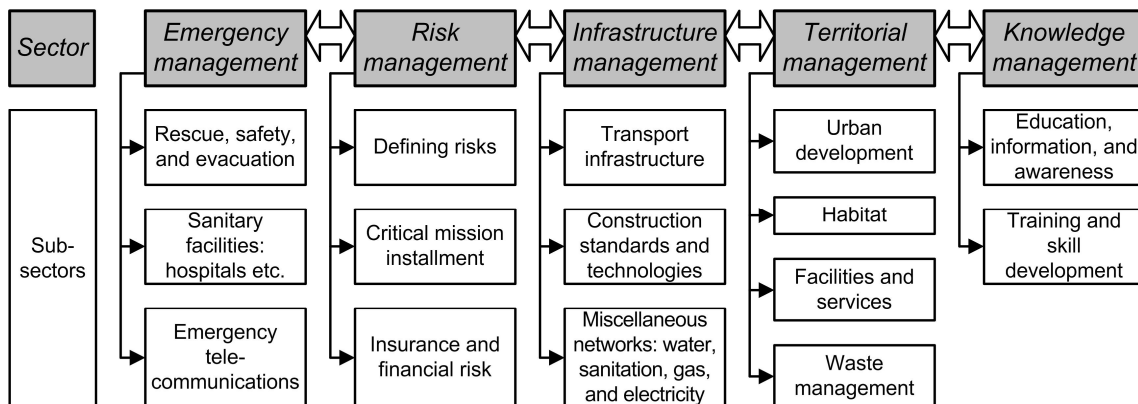 Sector
Emergency
management
Risk
management
Infrastructure
management
Territorial
management
Knowledge
management
Sub-
sectors
Rescue, safety,
and evacuation
Sanitary
facilities:
hospitals etc.
Emergency
tele-
communications
Defining risks
Critical mission
installment
Insurance and
financial risk
Transport
infrastructure
Construction
standards and
technologies
Miscellaneous
networks: water,
sanitation, gas,
and electricity
Urban
development
Habitat
Facilities and
services
Waste
management
Education,
information, and
awareness
Training and
skill
development